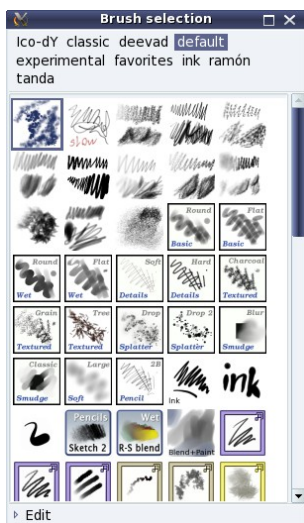 Brush selection
Ico-dY classic deevad default
experimental favorites ink ramón
tanda
slow
Round Basic
Flat Basic
Round Wet
Flat Wet
Soft Details
Hard Details
Charcoal Textured
Grain Textured
Tree Textured
Drop Splatter
Drop 2 Splatter
Blur Smudge
Classic Smudge
Large Soft
Soft Pencil
2B
Ink
ink
Pencils Sketch 2
Wet R-S blend
Blend+Paint
Edit